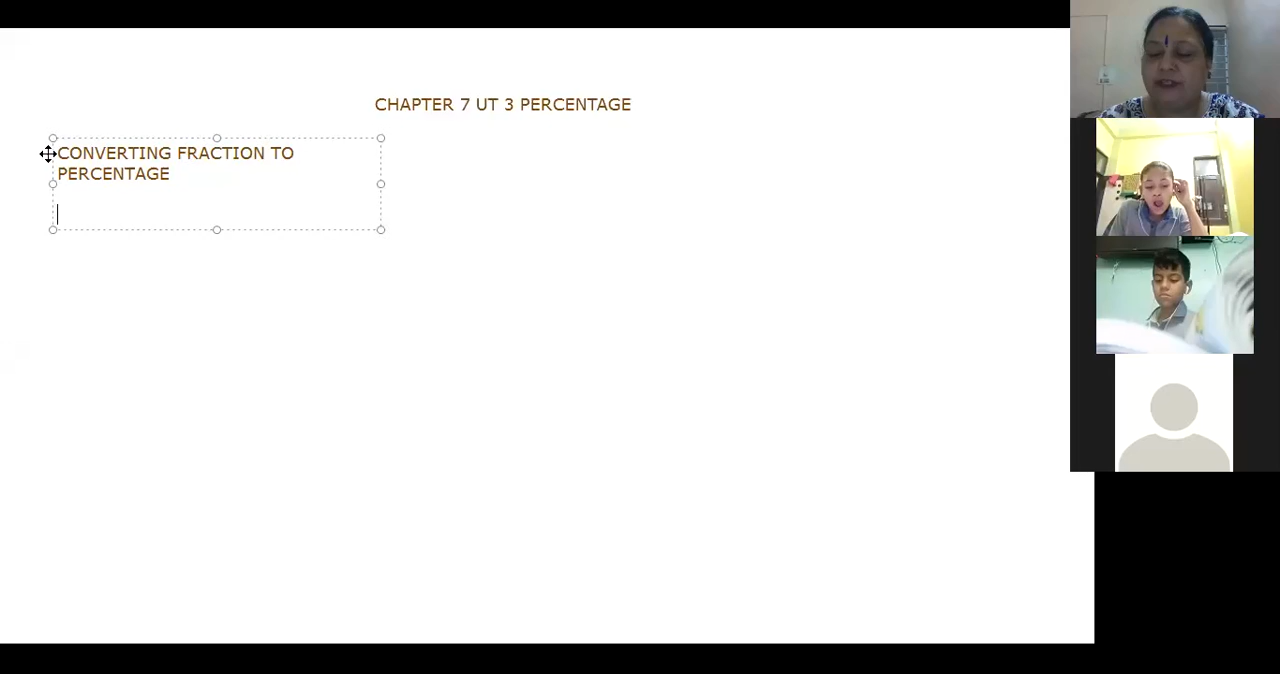 CHAPTER 7 UT 3 PERCENTAGE
CONVERTING FRACTION TO
PERCENTAGE